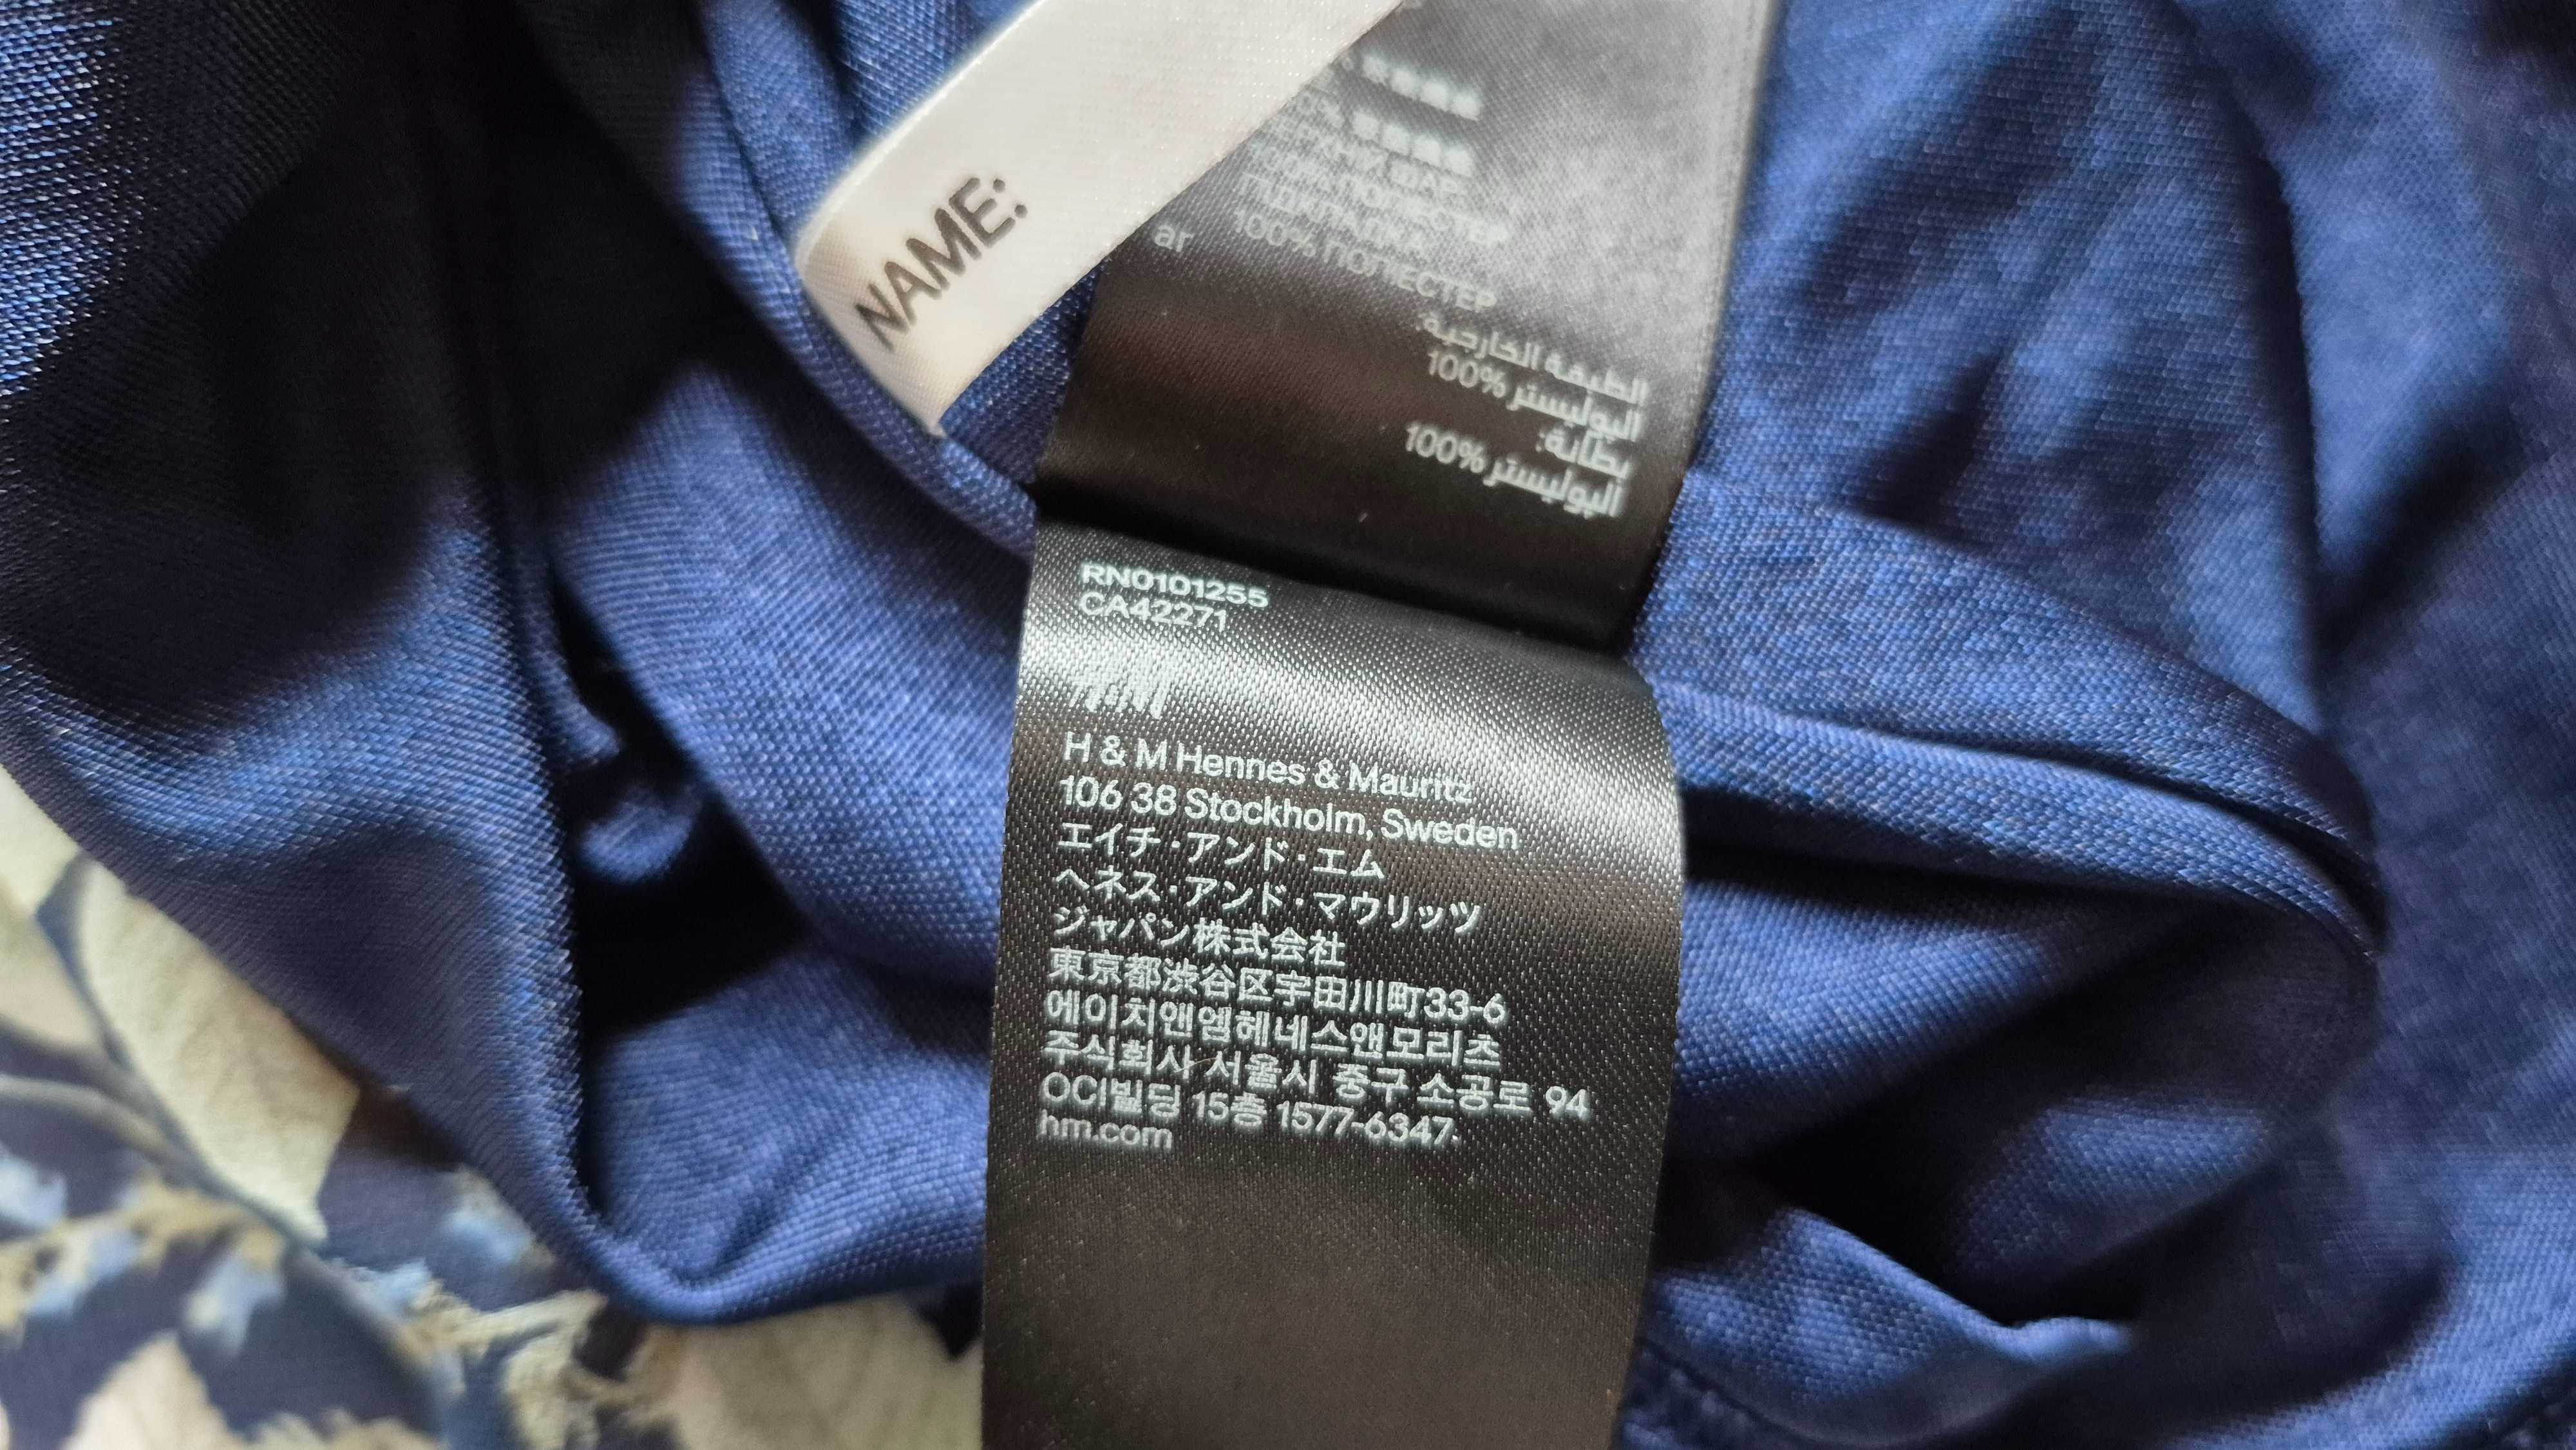 NAME:
100% ПОЛІЕСТЕР
ar
الطبقة الخارجية:
البوليستر %100
بطانة:
البوليستر %100
RN0101255
CA42271
H & M Hennes & Mauritz
106 38 Stockholm, Sweden
エイチ・アンド・エム
ヘネス・アンド・マウリッツ
ジャパン株式会社
東京都渋谷区宇田川町33-6
에이치앤엠헤네스앤모리츠
주식회사 서울시 중구 소공로 94
OCI빌딩 15층 1577-6347.
hm.com